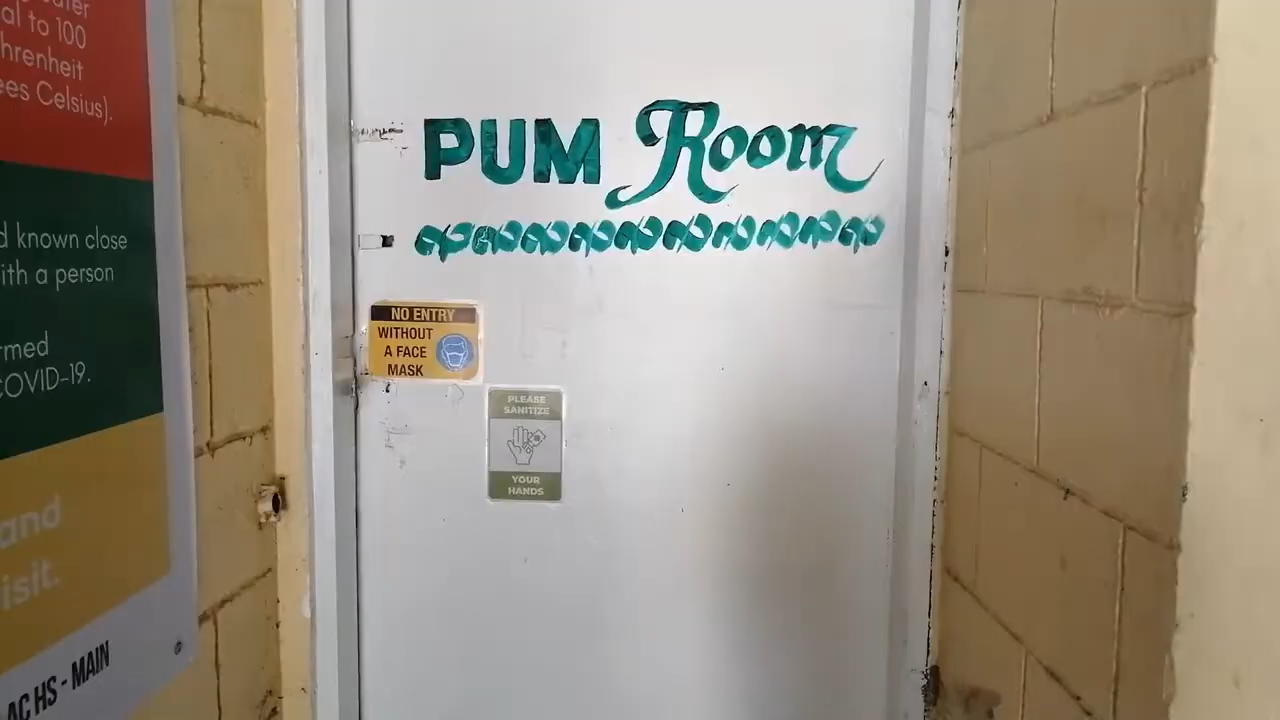 al to 100
hrenheit
ees Celsius).
d known close
ith a person
rmed
COVID-19.
and
isit.
AC HS - MAIN
PUM Room
NO ENTRY
WITHOUT
A FACE
MASK
PLEASE
SANITIZE
YOUR
HANDS